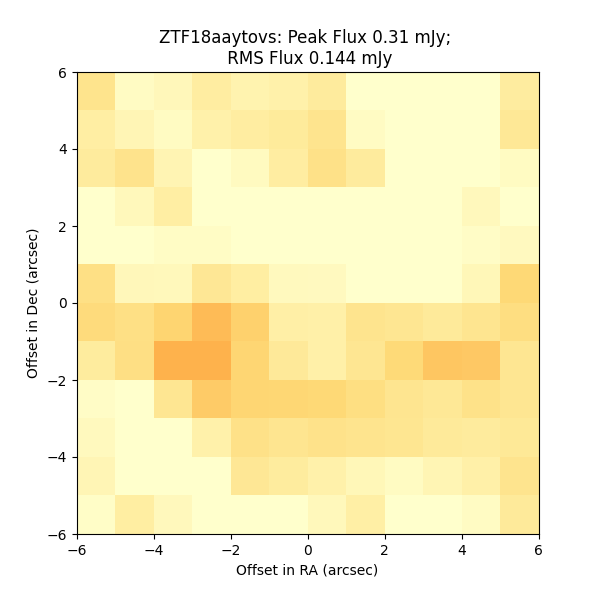 ZTF18aaytovs: Peak Flux 0.31 mJy;
RMS Flux 0.144 mJy
6
4
2
0
−2
−4
−6
Offset in Dec (arcsec)
−6 −4 −2 0 2 4 6
Offset in RA (arcsec)